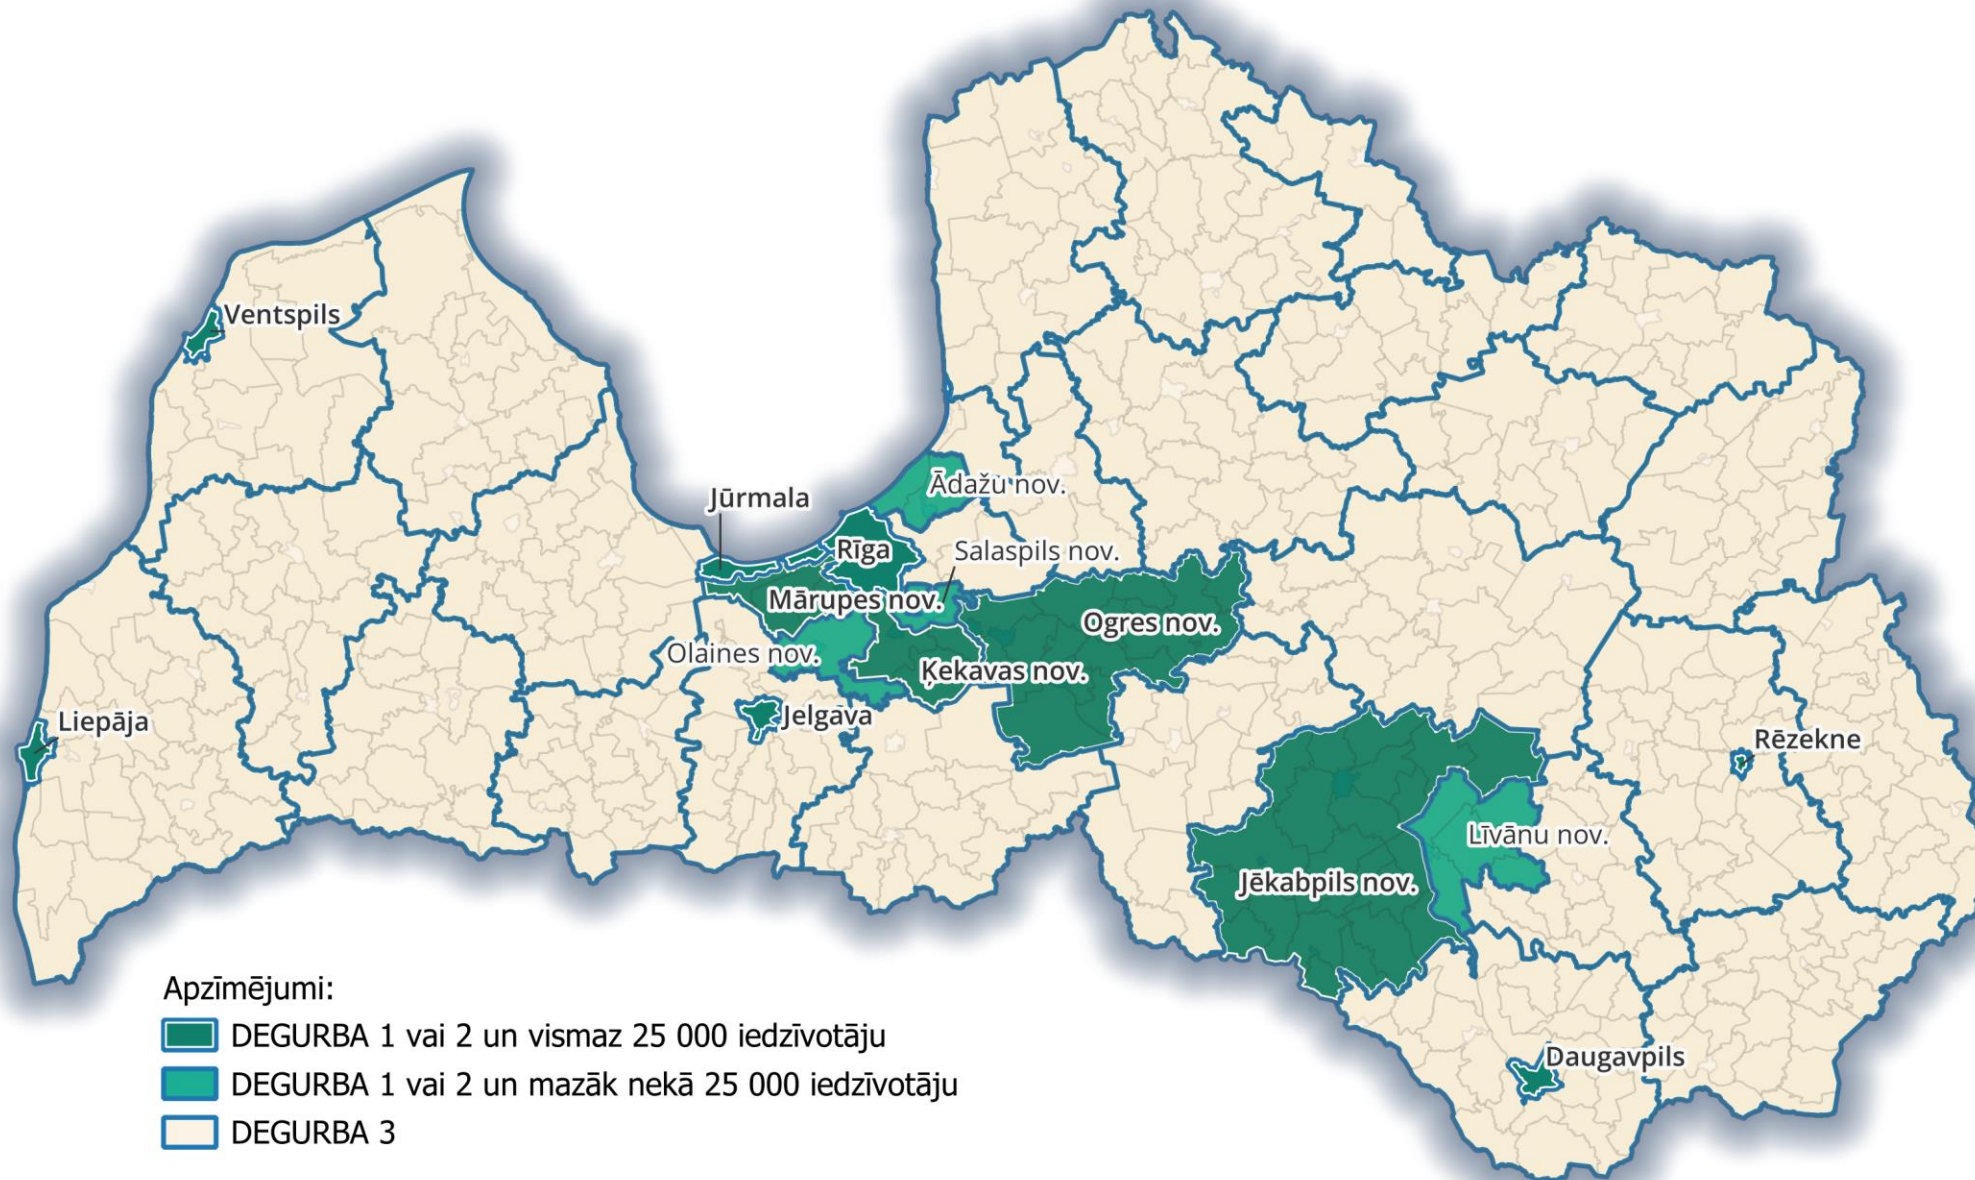 Ventspils
Jūrmala
Ādažu nov.
Rīga
Salaspils nov.
Mārupes nov.
Ogres nov.
Olaines nov.
Ķekavas nov.
Liepāja
Jelgava
Rēzekne
Līvānu nov.
Jēkabpils nov.
Daugavpils
Apzīmējumi:
DEGURBA 1 vai 2 un vismaz 25 000 iedzīvotāju
DEGURBA 1 vai 2 un mazāk nekā 25 000 iedzīvotāju
DEGURBA 3